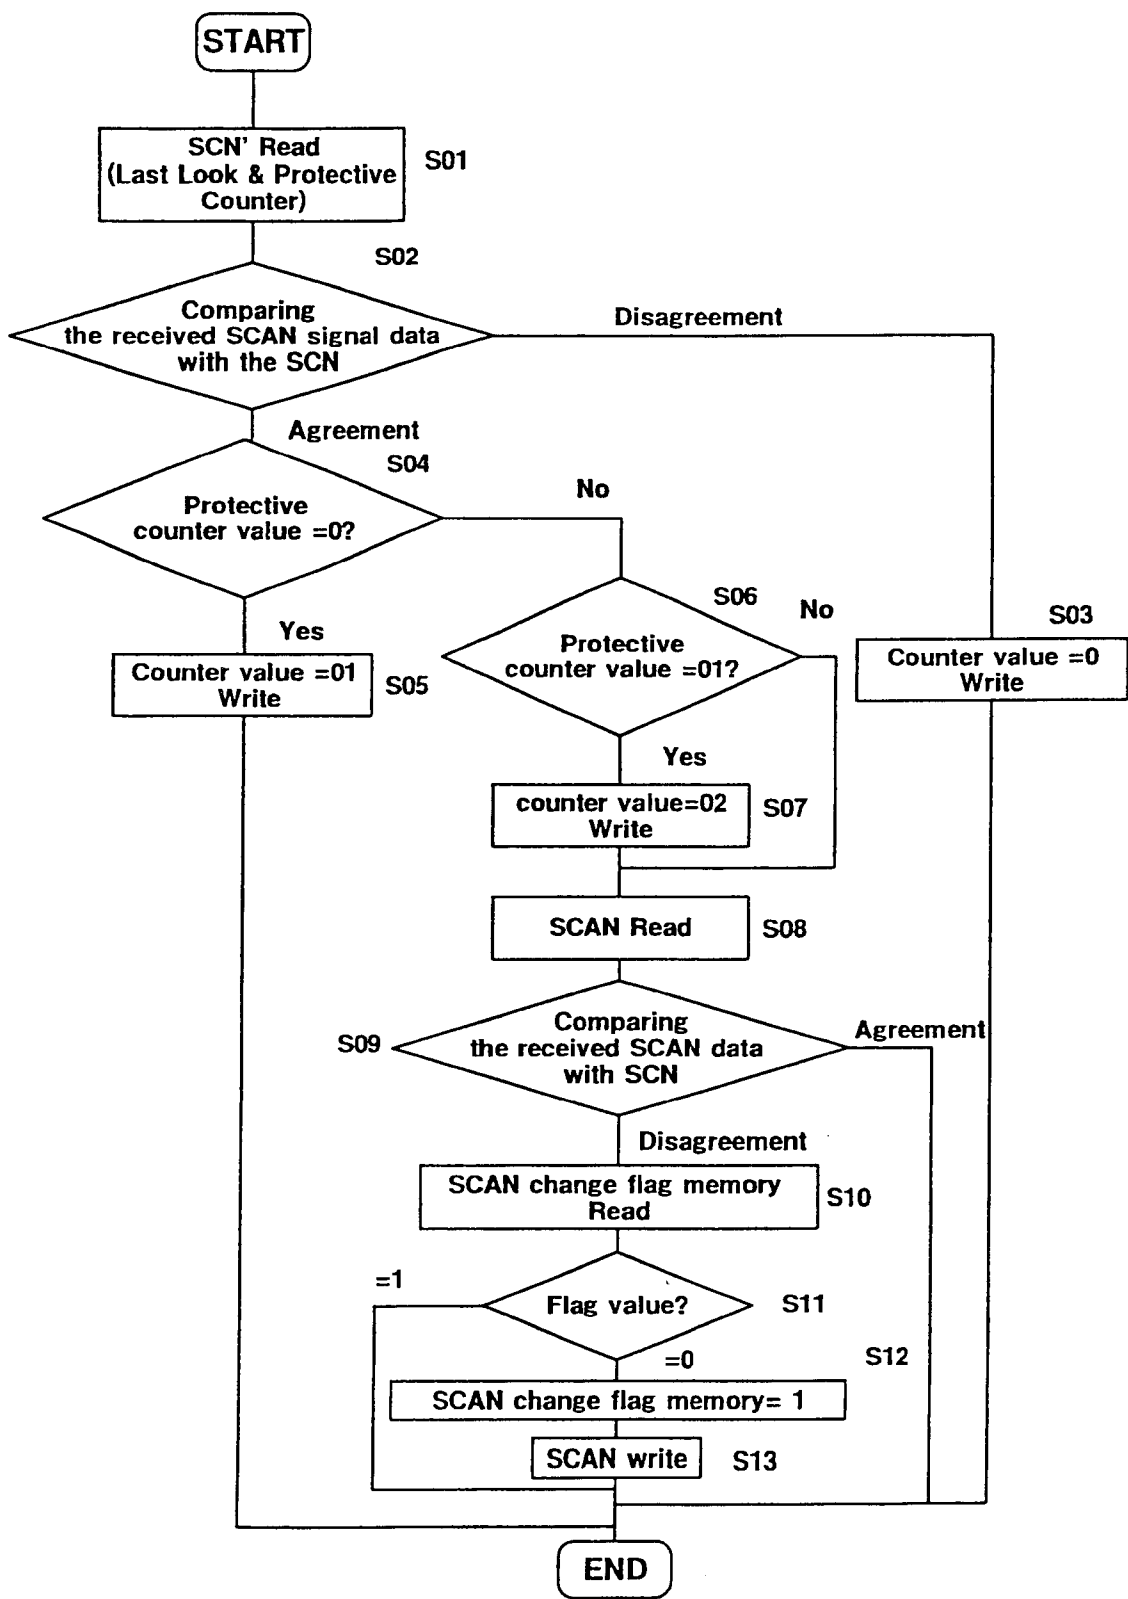 START
SCN' Read
(Last Look & Protective
Counter)
S01
S02
Comparing
the received SCAN signal data
with the SCN
Disagreement
Agreement
S04
Protective
counter value =0?
No
Yes
Counter value =01
Write
S05
S06
Protective
counter value =01?
No
S03
Counter value =0
Write
Yes
counter value=02
Write
S07
SCAN Read
S08
S09
Comparing
the received SCAN data
with SCN
Agreement
Disagreement
SCAN change flag memory
Read
S10
=1
Flag value?
S11
=0
S12
SCAN change flag memory= 1
SCAN write
S13
END